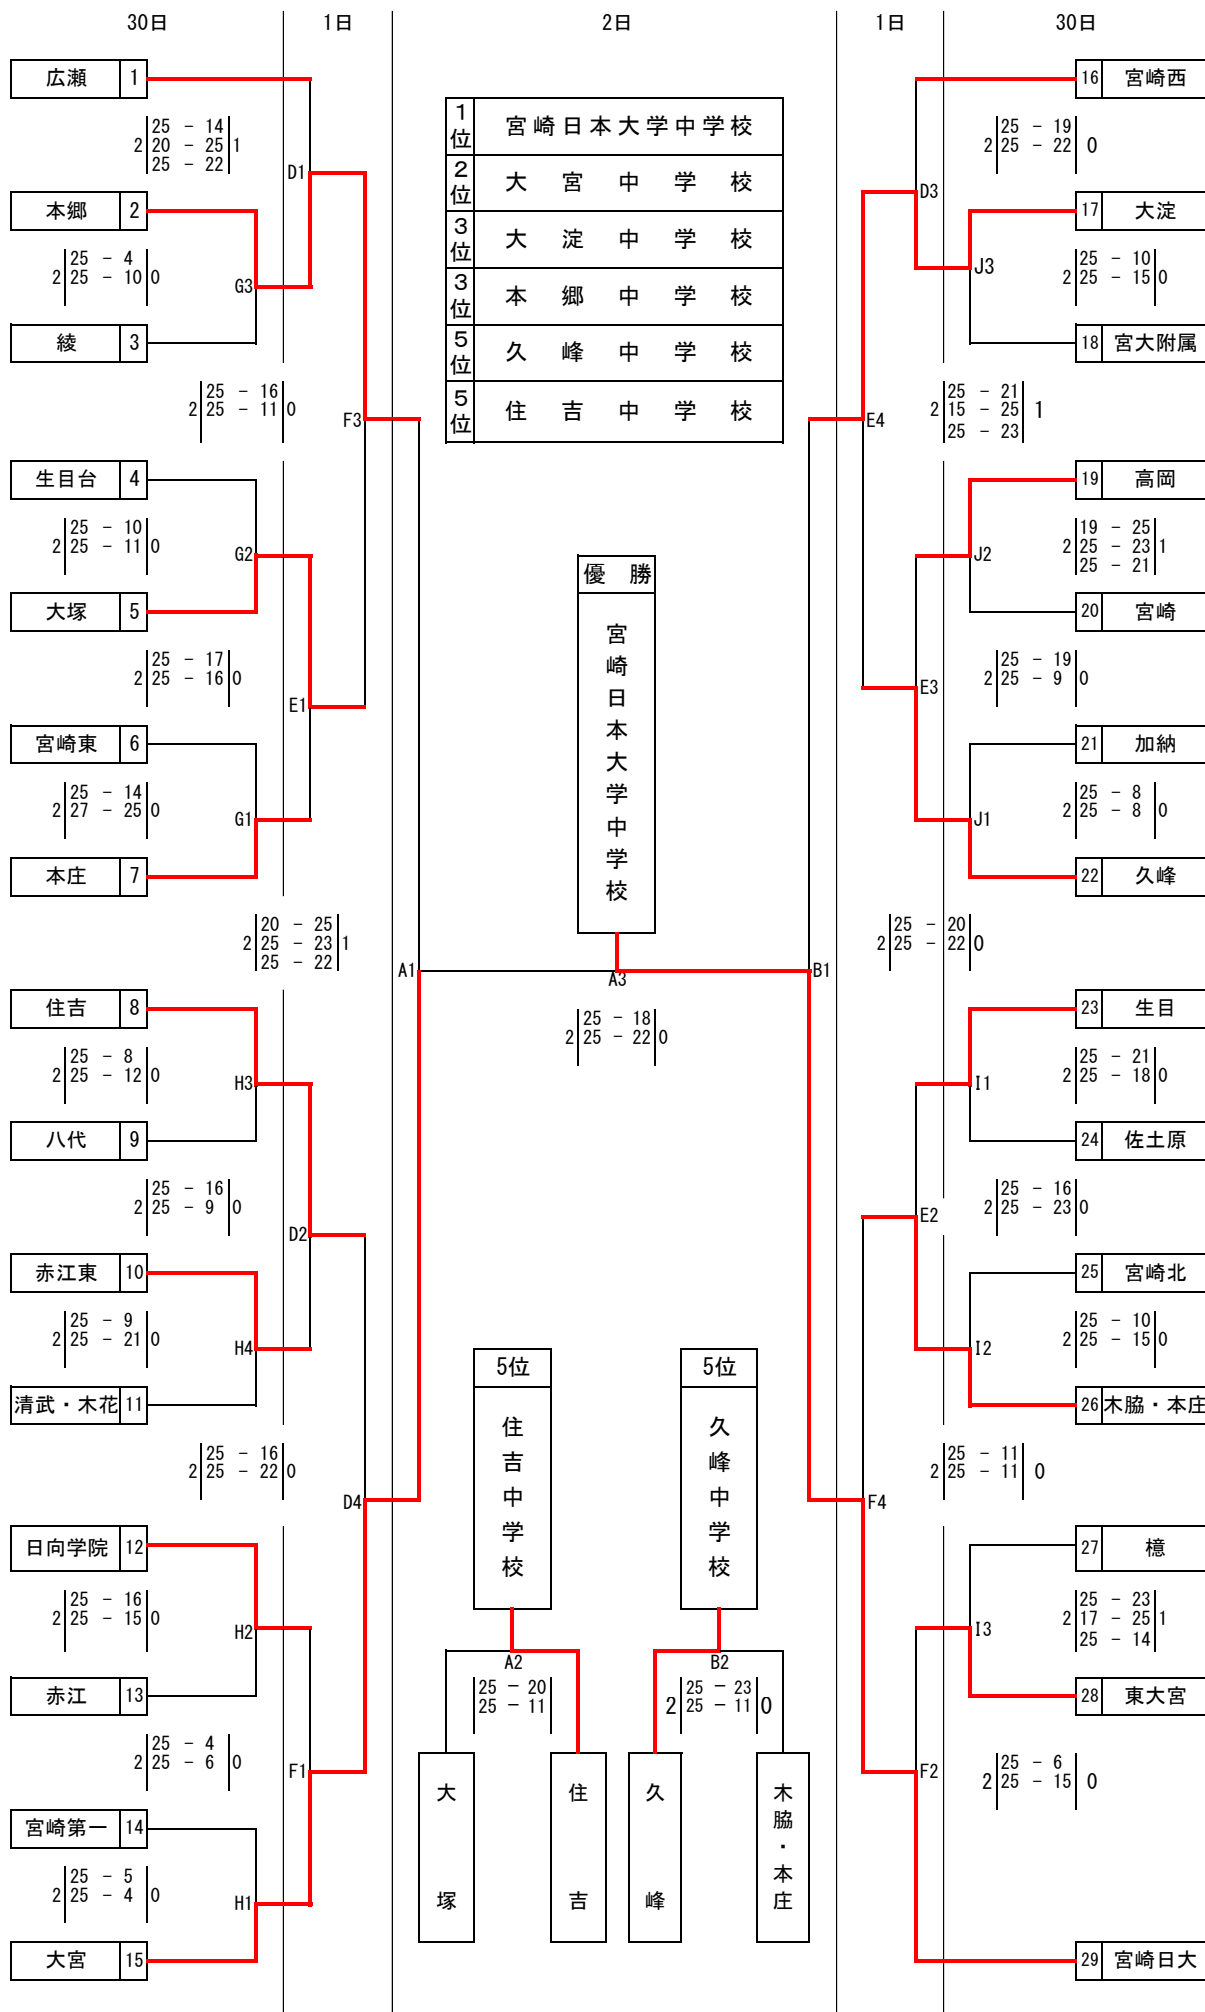 30日 1日 2日 1日 30日
広瀬 1
25 - 14
2 20 - 25 1
25 - 22
D1
本郷 2
25 - 4
2 25 - 10 0
G3
綾 3
25 - 16
2 25 - 11 0
F3
生目台 4
25 - 10
2 25 - 11 0
G2
大塚 5
25 - 17
2 25 - 16 0
E1
宮崎東 6
25 - 14
2 27 - 25 0
G1
本庄 7
20 - 25
2 25 - 23 1
25 - 22
A1
住吉 8
25 - 8
2 25 - 12 0
H3
八代 9
25 - 16
2 25 - 9 0
D2
赤江東 10
25 - 9
2 25 - 21 0
H4
清武・木花 11
25 - 16
2 25 - 22 0
D4
日向学院 12
25 - 16
2 25 - 15 0
H2
赤江 13
25 - 4
2 25 - 6 0
F1
宮崎第一 14
25 - 5
2 25 - 4 0
H1
大宮 15
1位 宮崎日本大学中学校
2位 大宮中学校
3位 大淀中学校
3位 本郷中学校
5位 久峰中学校
5位 住吉中学校
優勝
宮崎日本大学中学校
A3
25 - 18
2 25 - 22 0
5位
住吉中学校
A2
25 - 20
25 - 11
大塚
住吉
5位
久峰中学校
B2
25 - 23
2 25 - 11 0
久峰
木脇・本庄
16 宮崎西
25 - 19
2 25 - 22 0
D3
17 大淀
25 - 10
2 25 - 15 0
J3
18 宮大附属
25 - 21
2 15 - 25 1
25 - 23
E4
19 高岡
19 - 25
2 25 - 23 1
25 - 21
J2
20 宮崎
25 - 19
2 25 - 9 0
E3
21 加納
25 - 8
2 25 - 8 0
J1
22 久峰
25 - 20
2 25 - 22 0
B1
23 生目
25 - 21
2 25 - 18 0
I1
24 佐土原
25 - 16
2 25 - 23 0
E2
25 宮崎北
25 - 10
2 25 - 15 0
I2
26 木脇・本庄
25 - 11
2 25 - 11 0
F4
27 檍
25 - 23
2 17 - 25 1
25 - 14
I3
28 東大宮
25 - 6
2 25 - 15 0
F2
29 宮崎日大